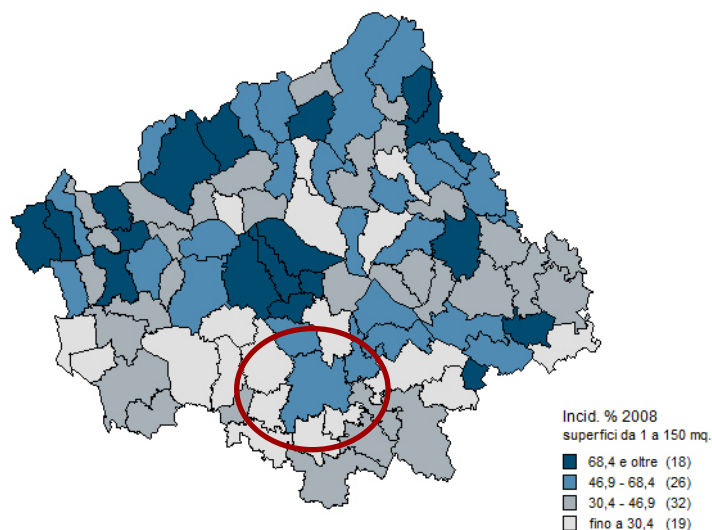 Incid. % 2008
superfici da 1 a 150 mq.
68,4 e oltre (18)
46,9 - 68,4 (26)
30,4 - 46,9 (32)
fino a 30,4 (19)